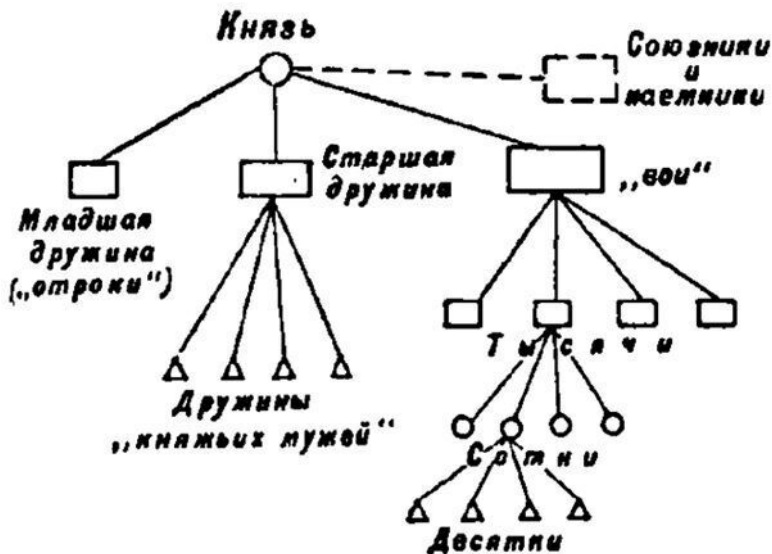 Князь
Союзники
и
наемники
Старшая
дружина
„вои“
Младшая
дружина
(„отроки“)
Тысячи
Дружины
„княжьих мужей“
Сотни
Десятки